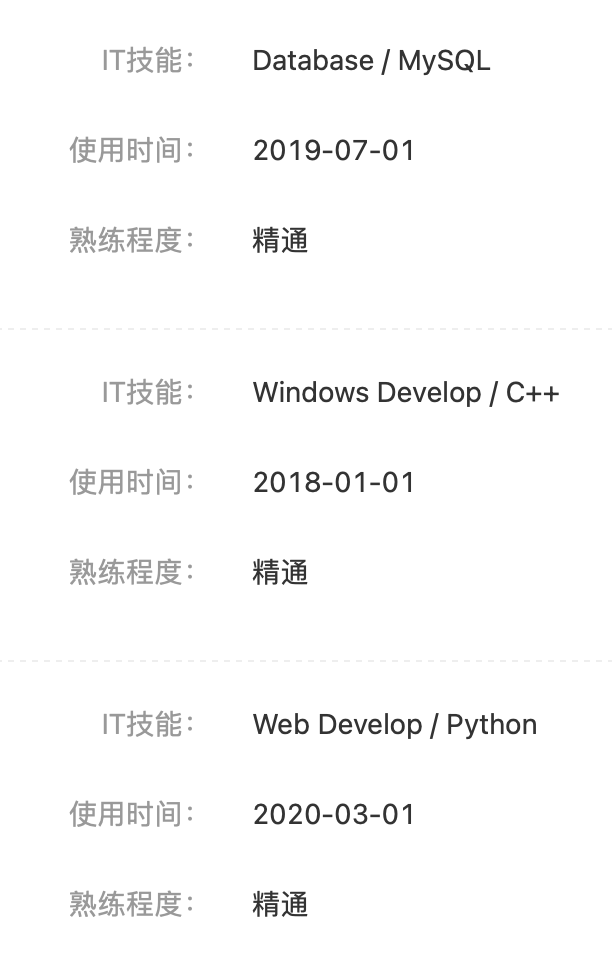 IT技能： Database / MySQL
使用时间： 2019-07-01
熟练程度： 精通
IT技能： Windows Develop / C++
使用时间： 2018-01-01
熟练程度： 精通
IT技能： Web Develop / Python
使用时间： 2020-03-01
熟练程度： 精通